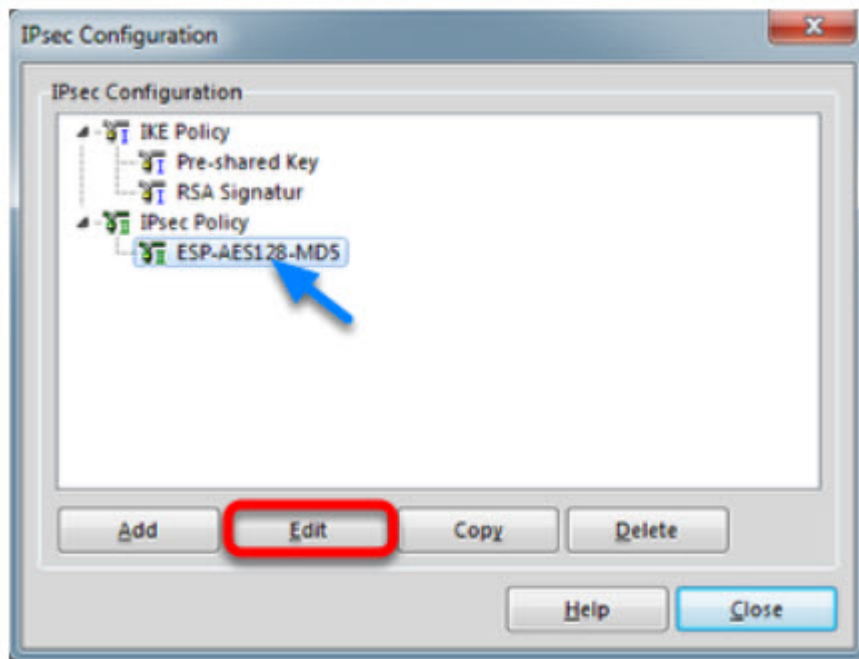 IPsec Configuration
IPsec Configuration
IKE Policy
Pre-shared Key
RSA Signatur
IPsec Policy
ESP-AES128-MD5
Add Edit Copy Delete
Help Close